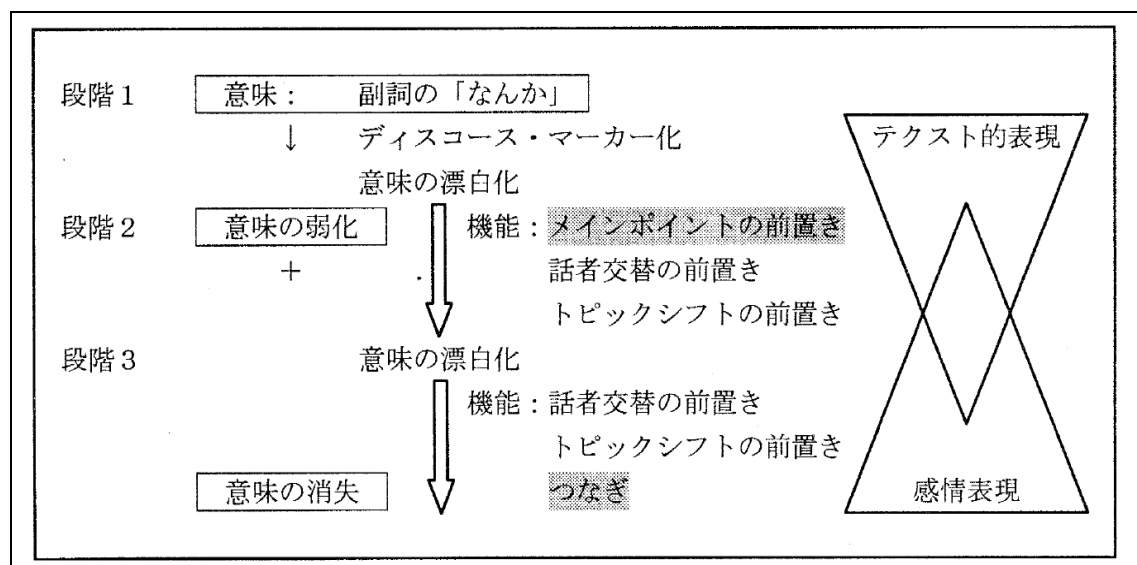 段階1 意味： 副詞の「なんか」
↓ ディスコース・マーカー化
意味の漂白化
段階2 意味の弱化 機能：メインポイントの前置き
＋ 話者交替の前置き
トピックシフトの前置き
段階3 意味の漂白化
機能：話者交替の前置き
トピックシフトの前置き
意味の消失 つなぎ
テクスト的表現
感情表現